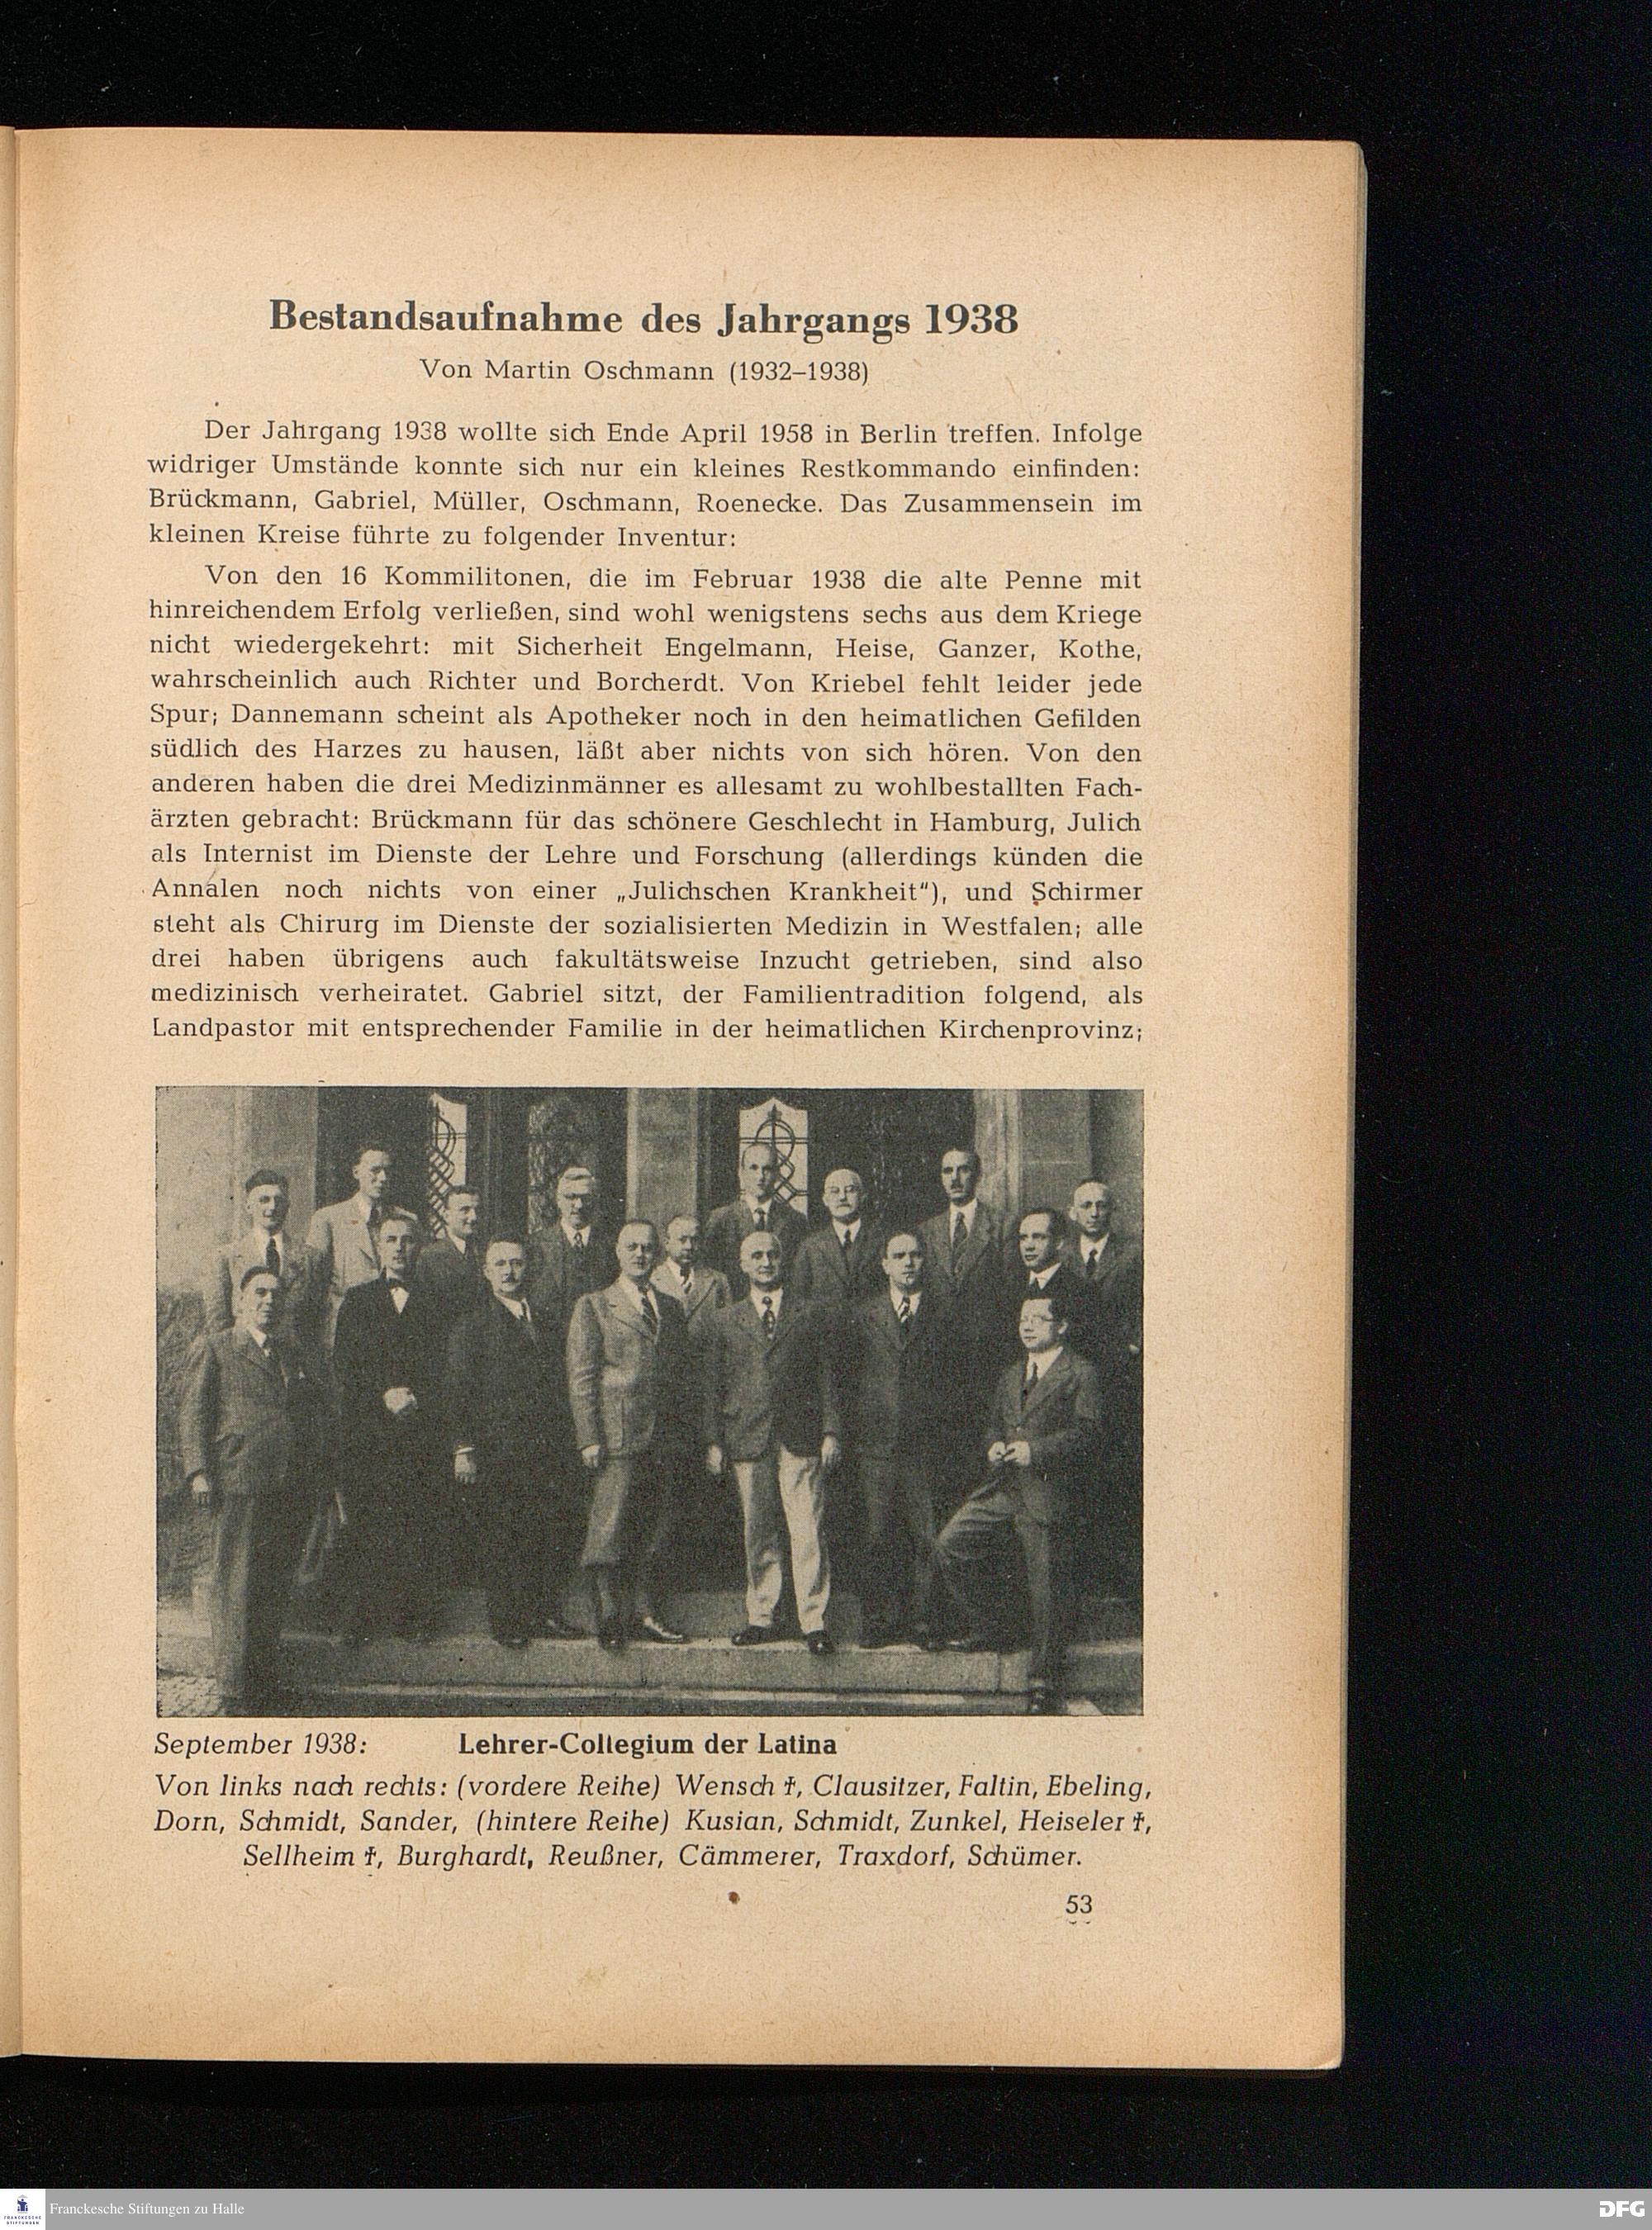 Bestandsaufnahme des Jahrgangs 1938
Von Martin Oschmann (1932–1938)
Der Jahrgang 1938 wollte sich Ende April 1958 in Berlin treffen. Infolge
widriger Umstände konnte sich nur ein kleines Restkommando einfinden:
Brückmann, Gabriel, Müller, Oschmann, Roenecke. Das Zusammensein im
kleinen Kreise führte zu folgender Inventur:
Von den 16 Kommilitonen, die im Februar 1938 die alte Penne mit
hinreichendem Erfolg verließen, sind wohl wenigstens sechs aus dem Kriege
nicht wiedergekehrt: mit Sicherheit Engelmann, Heise, Ganzer, Kothe,
wahrscheinlich auch Richter und Borcherdt. Von Kriebel fehlt leider jede
Spur; Dannemann scheint als Apotheker noch in den heimatlichen Gefilden
südlich des Harzes zu hausen, läßt aber nichts von sich hören. Von den
anderen haben die drei Medizinmänner es allesamt zu wohlbestallten Fach-
ärzten gebracht: Brückmann für das schönere Geschlecht in Hamburg, Julich
als Internist im Dienste der Lehre und Forschung (allerdings künden die
Annalen noch nichts von einer „Julichschen Krankheit"), und Schirmer
steht als Chirurg im Dienste der sozialisierten Medizin in Westfalen; alle
drei haben übrigens auch fakultätsweise Inzucht getrieben, sind also
medizinisch verheiratet. Gabriel sitzt, der Familientradition folgend, als
Landpastor mit entsprechender Familie in der heimatlichen Kirchenprovinz;
September 1938: Lehrer-Collegium der Latina
Von links nach rechts: (vordere Reihe) Wensch ✝, Clausitzer, Faltin, Ebeling,
Dorn, Schmidt, Sander, (hintere Reihe) Kusian, Schmidt, Zunkel, Heiseler ✝,
Sellheim ✝, Burghardt, Reußner, Cämmerer, Traxdorf, Schümer.
53
FRANCKESCHE
STIFTUNGEN
Franckesche Stiftungen zu Halle
DFG